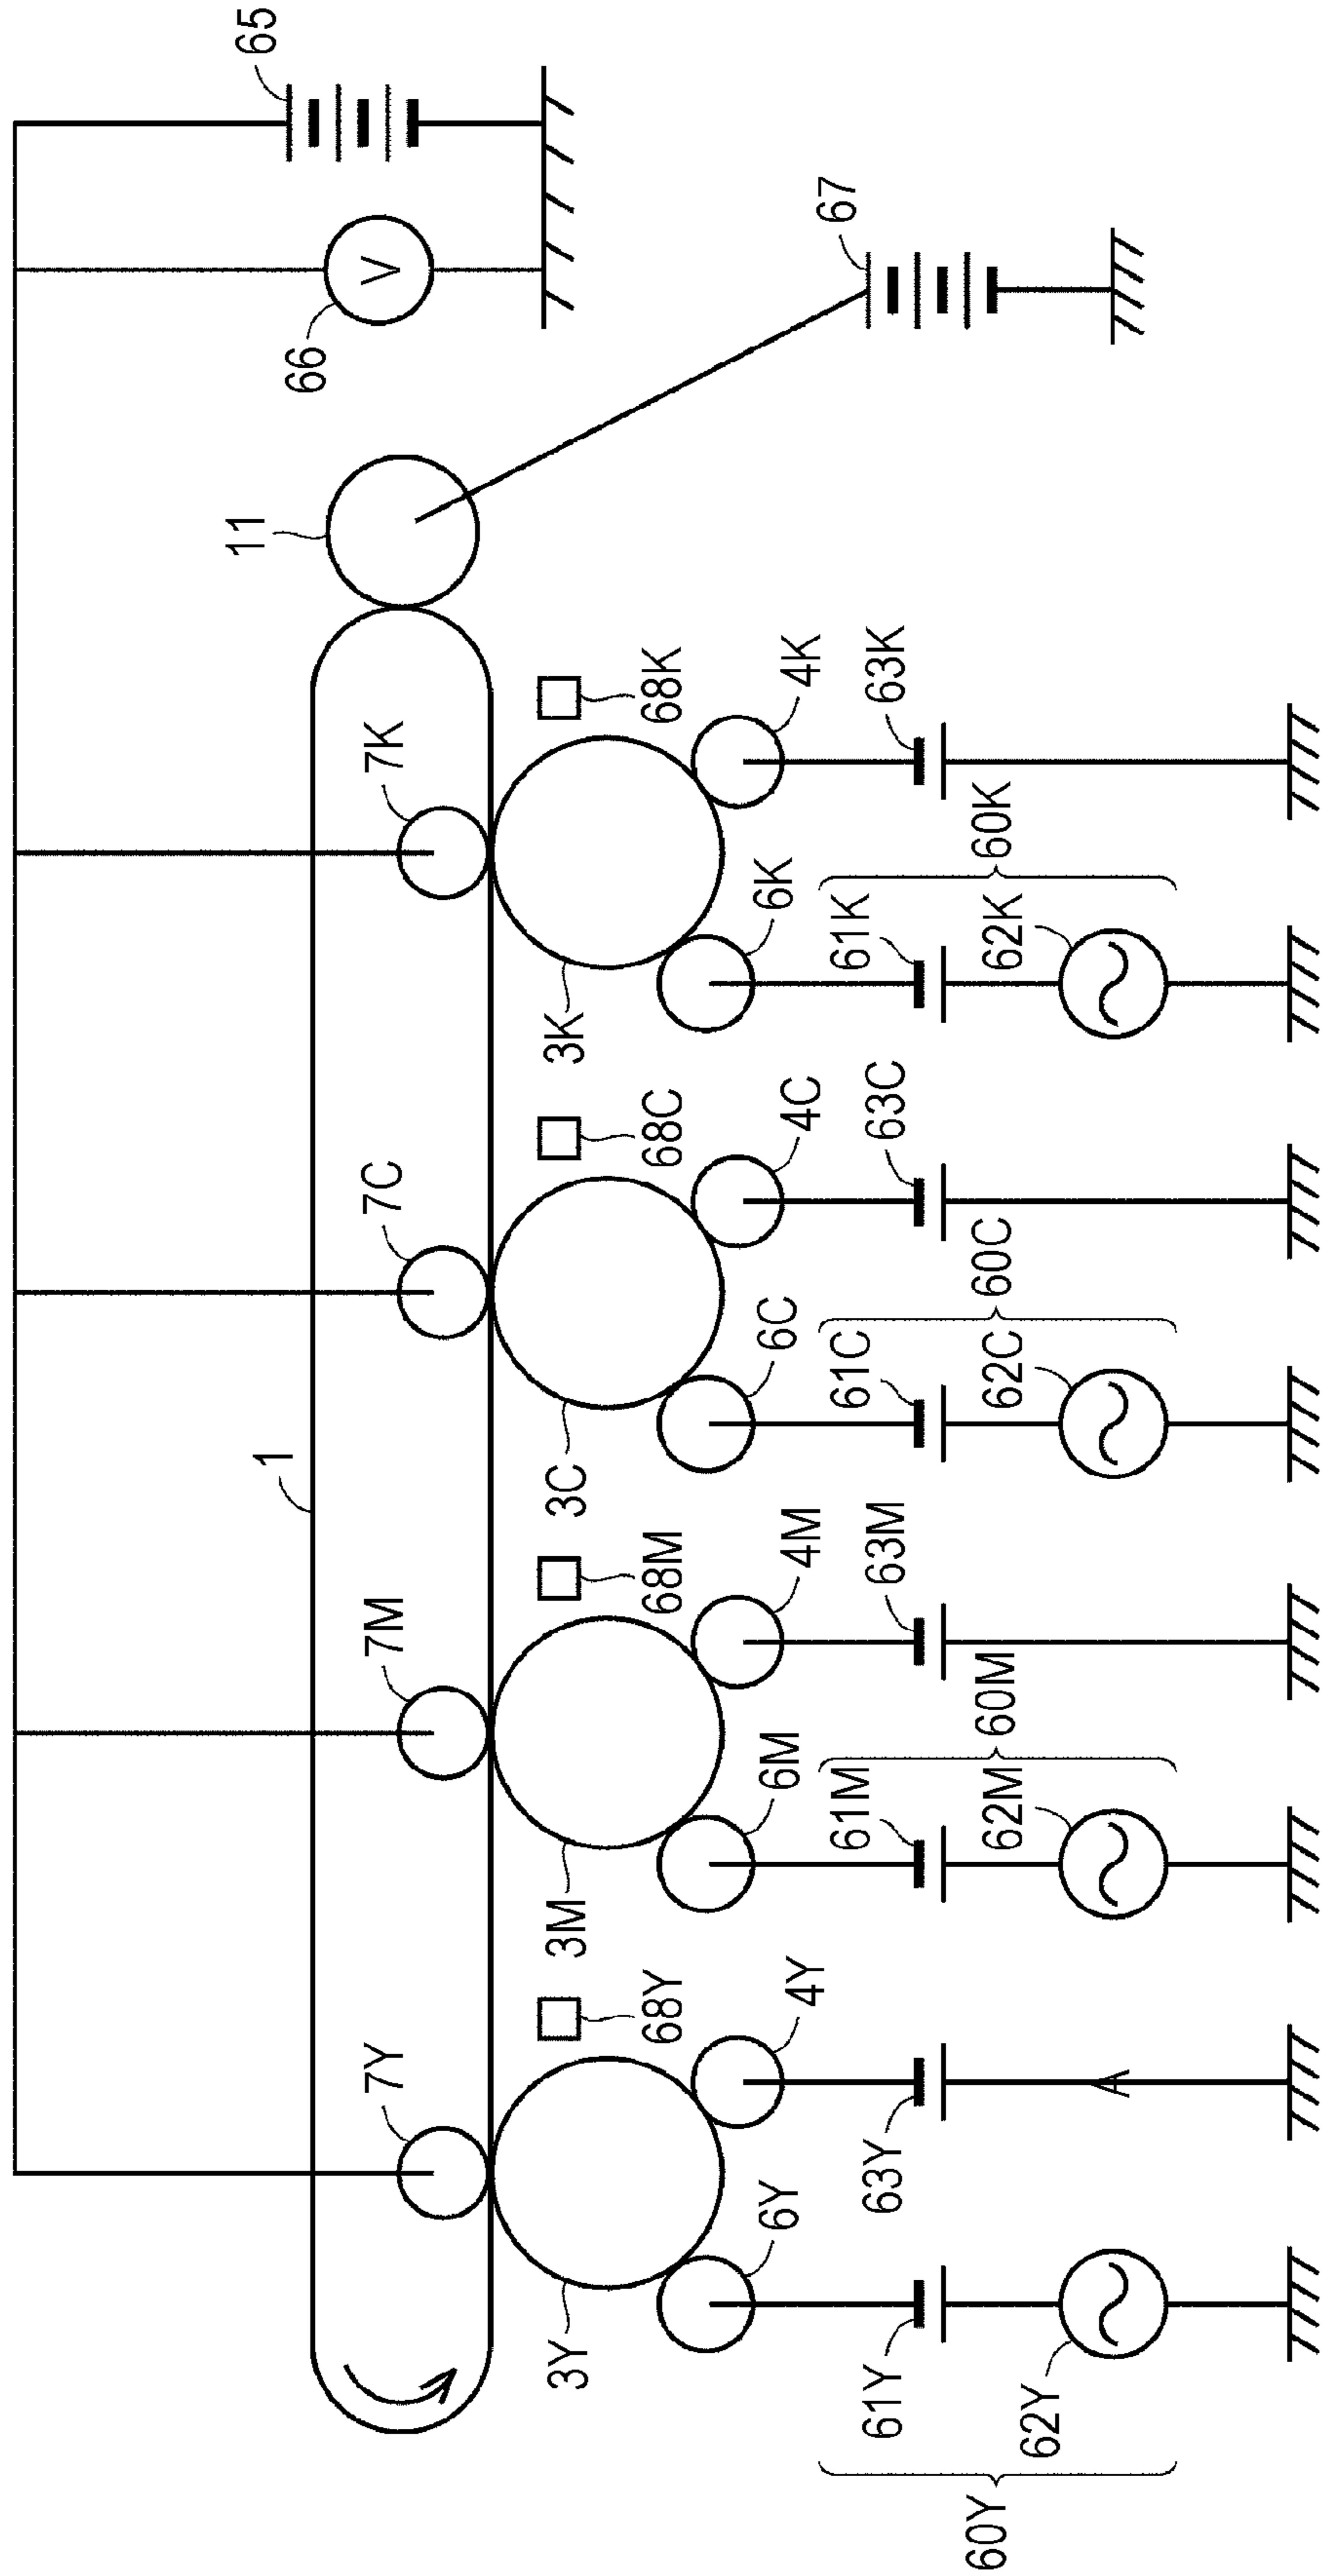 1 11 65
66
7Y 7M 7C 7K V
3Y 3M 3C 3K
68Y 68M 68C 68K
6Y 4Y 6M 4M 6C 4C 6K 4K 67
61Y 63Y 61M 63M 61C 63C 61K 63K
60Y 62Y 62M 60M 62C 60C 62K 60K
A